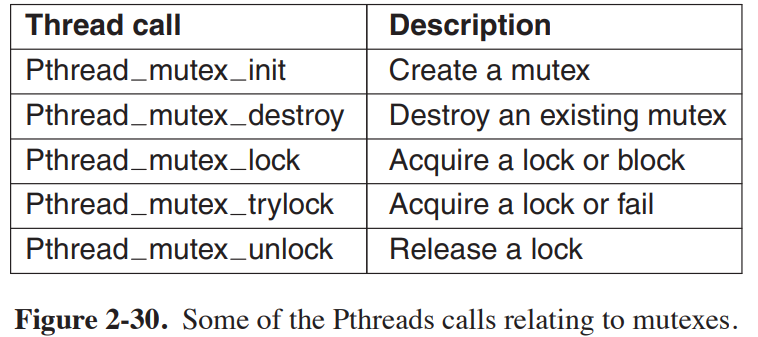 Thread call Description
Pthread_mutex_init Create a mutex
Pthread_mutex_destroy Destroy an existing mutex
Pthread_mutex_lock Acquire a lock or block
Pthread_mutex_trylock Acquire a lock or fail
Pthread_mutex_unlock Release a lock
Figure 2-30. Some of the Pthreads calls relating to mutexes.